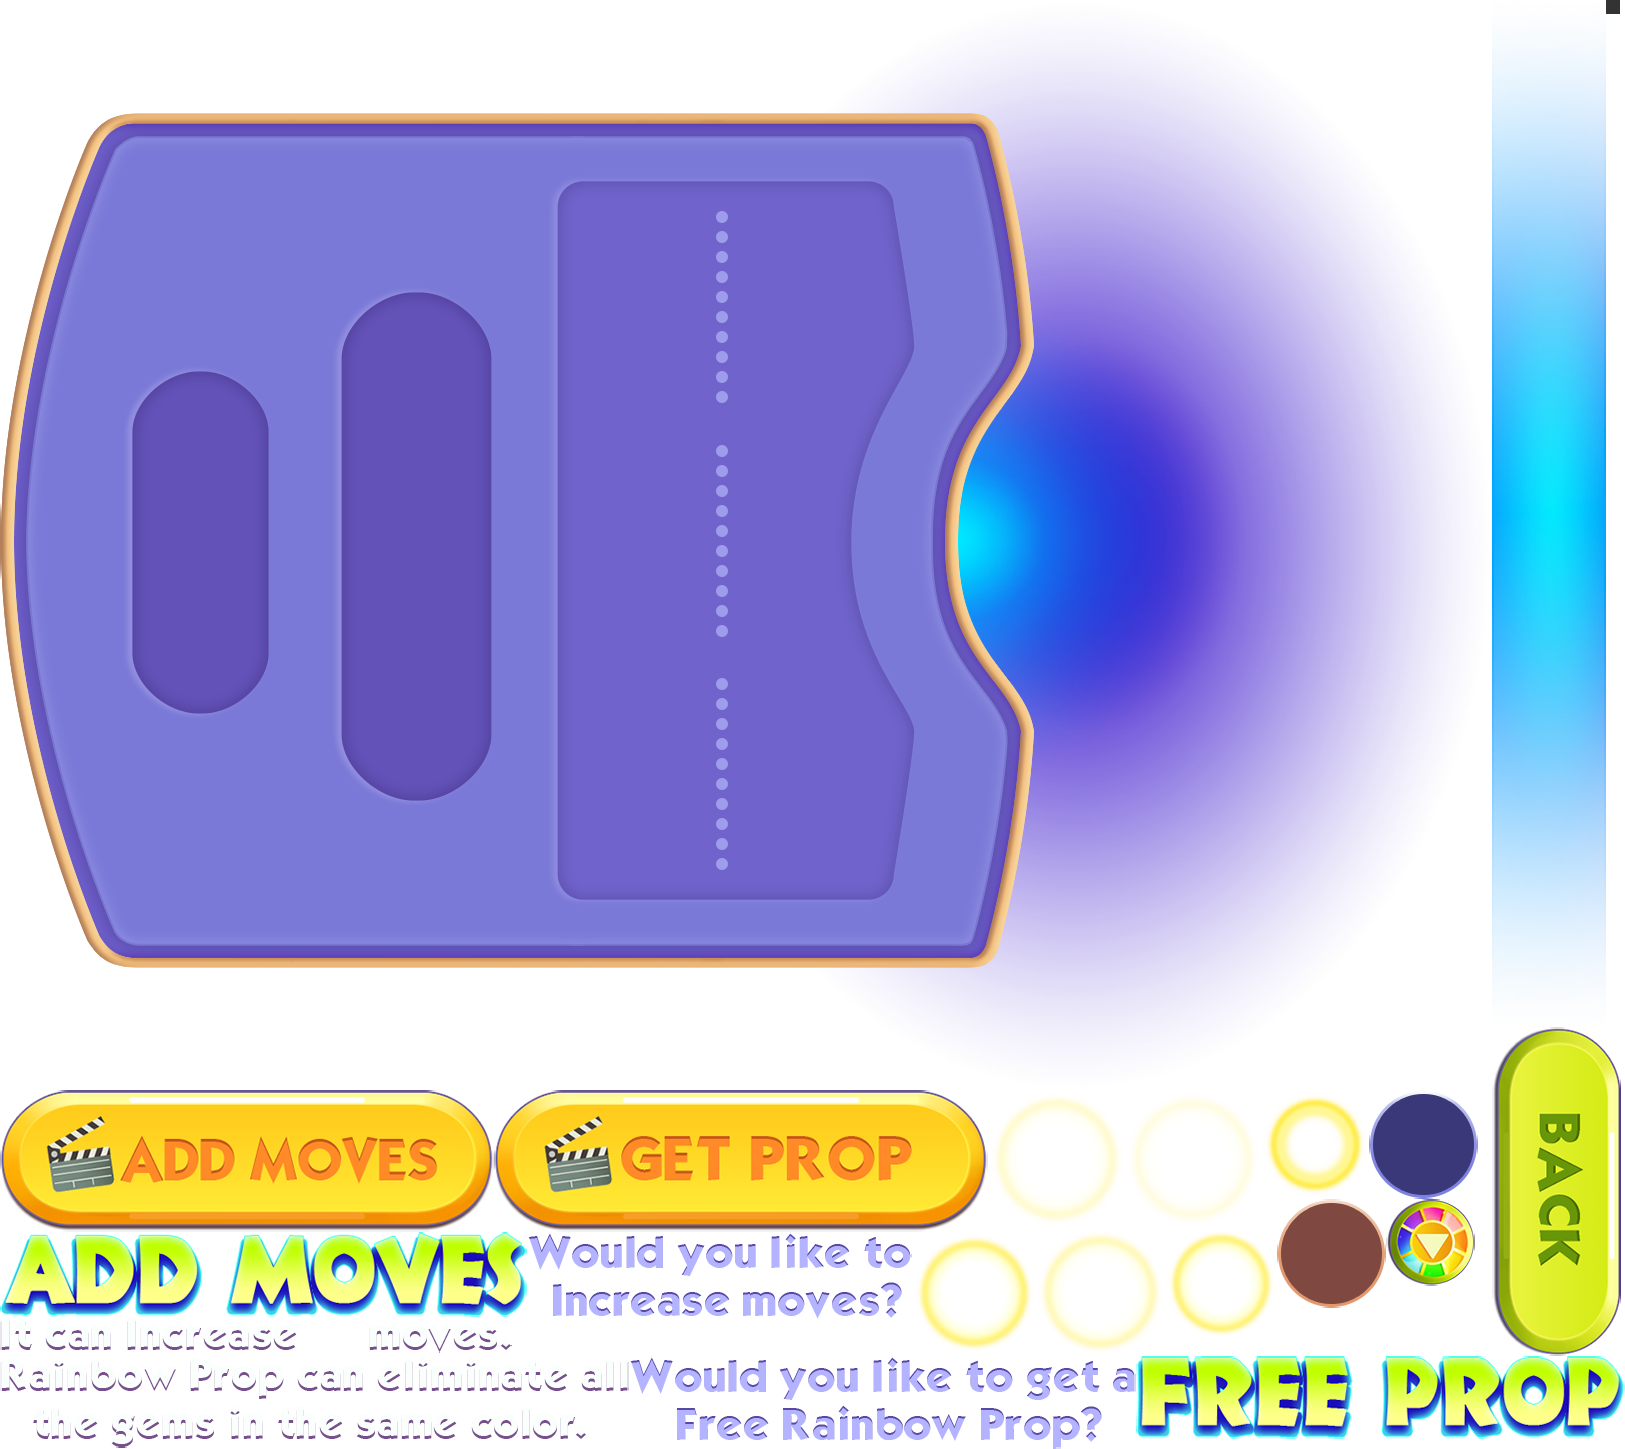 ADD MOVES
GET PROP
BACK
ADD MOVES
Would you like to
Increase moves?
It can Increase moves.
Rainbow Prop can eliminate all
the gems in the same color.
Would you like to get a
Free Rainbow Prop?
FREE PROP